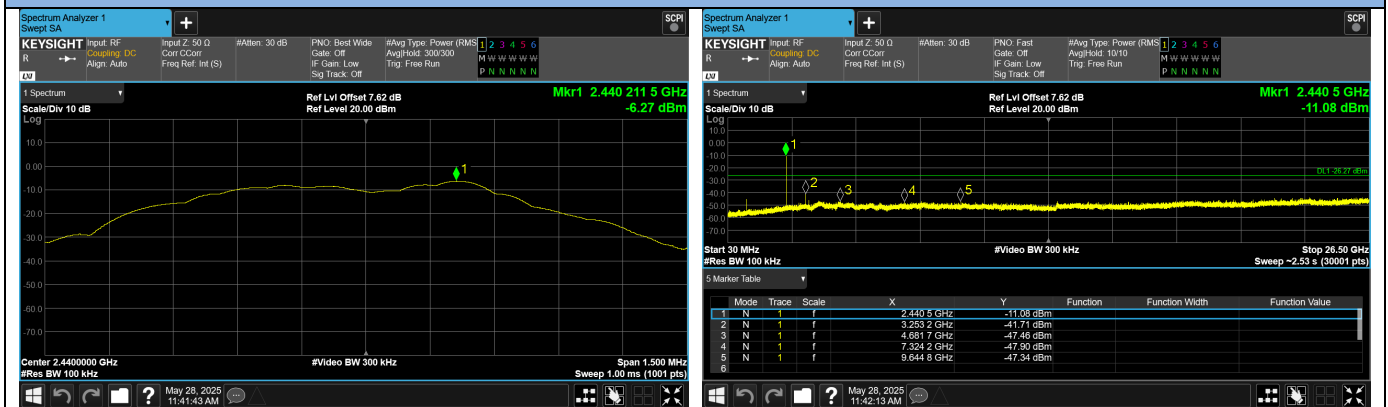 Spectrum Analyzer 1
Swept SA
+
SCPI
KEYSIGHT
R
LXI
Input: RF
Coupling: DC
Align: Auto
Input Z: 50 Ω
Corr CCorr
Freq Ref: Int (S)
#Atten: 30 dB
PNO: Best Wide
Gate: Off
IF Gain: Low
Sig Track: Off
#Avg Type: Power (RMS
Avg|Hold: 300/300
Trig: Free Run
1 2 3 4 5 6
M W W W W W
P N N N N N
1 Spectrum
Scale/Div 10 dB
Log
Ref Lvl Offset 7.62 dB
Ref Level 20.00 dBm
Mkr1 2.440 211 5 GHz
-6.27 dBm
10.0
0.00
-10.0
-20.0
-30.0
-40.0
-50.0
-60.0
-70.0
1
Center 2.4400000 GHz
#Res BW 100 kHz
#Video BW 300 kHz
Span 1.500 MHz
Sweep 1.00 ms (1001 pts)
?
May 28, 2025
11:41:43 AM
Spectrum Analyzer 1
Swept SA
+
SCPI
KEYSIGHT
R
LXI
Input: RF
Coupling: DC
Align: Auto
Input Z: 50 Ω
Corr CCorr
Freq Ref: Int (S)
#Atten: 30 dB
PNO: Fast
Gate: Off
IF Gain: Low
Sig Track: Off
#Avg Type: Power (RMS
Avg|Hold: 10/10
Trig: Free Run
1 2 3 4 5 6
M W W W W W
P N N N N N
1 Spectrum
Scale/Div 10 dB
Log
Ref Lvl Offset 7.62 dB
Ref Level 20.00 dBm
Mkr1 2.440 5 GHz
-11.08 dBm
10.0
0.00
-10.0
-20.0
-30.0
-40.0
-50.0
-60.0
-70.0
1
2
3
4
5
DL1 -26.27 dBm
Start 30 MHz
#Res BW 100 kHz
#Video BW 300 kHz
Stop 26.50 GHz
Sweep ~2.53 s (30001 pts)
5 Marker Table
Mode Trace Scale X Y Function Function Width Function Value
1 N 1 f 2.440 5 GHz -11.08 dBm
2 N 1 f 3.253 2 GHz -41.71 dBm
3 N 1 f 4.681 7 GHz -47.46 dBm
4 N 1 f 7.324 2 GHz -47.90 dBm
5 N 1 f 9.644 8 GHz -47.34 dBm
6
?
May 28, 2025
11:42:13 AM